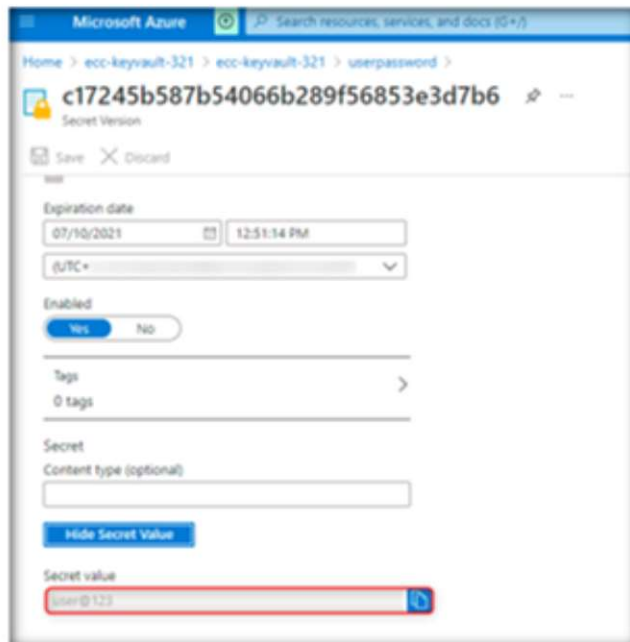 Microsoft Azure Search resources, services, and docs (G+/)
Home > ecc-keyvault-321 > ecc-keyvault-321 > userpassword >
c17245b587b54066b289f56853e3d7b6
Secret Version
Save Discard
Expiration date
07/10/2021 12:51:14 PM
(UTC+
Enabled
Yes No
Tags
0 tags
Secret
Content type (optional)
Hide Secret Value
Secret value
user@123